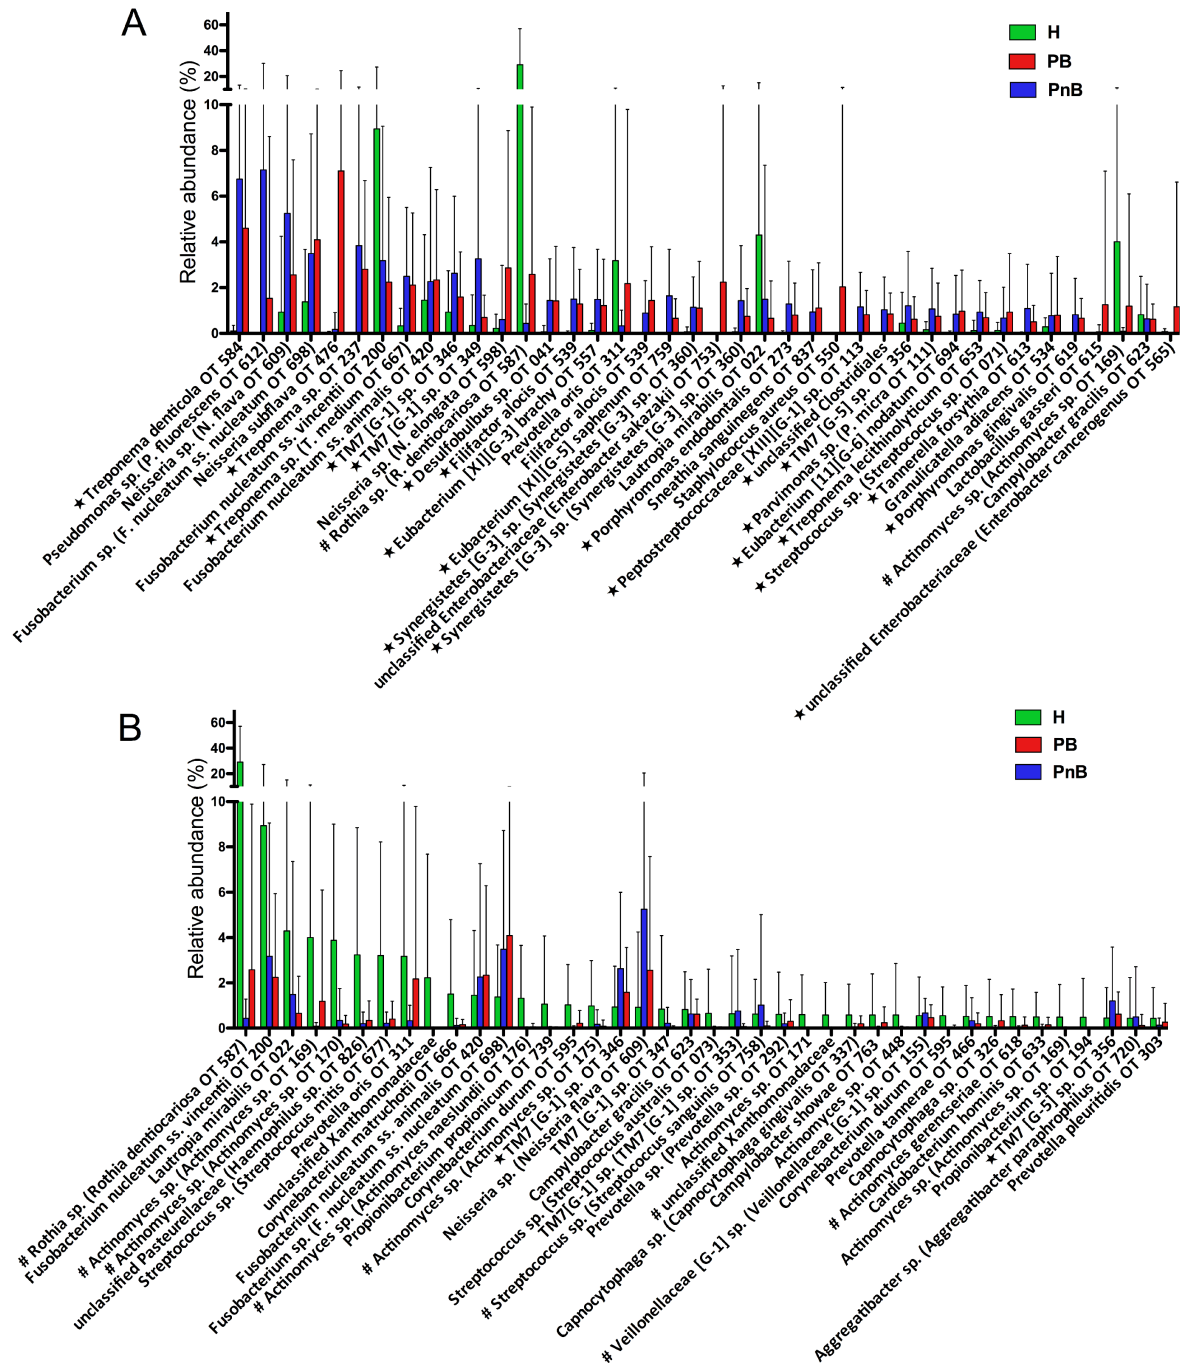 A
H
PB
PnB
Relative abundance (%)
60
40
20
10
8
6
4
2
0
★ Treponema denticola OT 584
Pseudomonas sp. (P. fluorescens OT 612)
Neisseria sp. (N. flava OT 609)
Fusobacterium sp. (F. nucleatum ss. nucleatum OT 698)
Neisseria subflava OT 476
★ Treponema sp. OT 237
Fusobacterium nucleatum ss. vincentii OT 200
★ Treponema sp. (T. medium OT 667)
Fusobacterium nucleatum ss. animalis OT 420
★ TM7 [G-1] sp. OT 346
★ TM7 [G-1] sp. OT 349
Neisseria sp. (N. elongata OT 598)
# Rothia sp. (R. dentiocariosa OT 587)
★ Desulfobulbus sp. OT 041
★ Filifactor alocis OT 539
★ Eubacterium [XI][G-3] brachy OT 557
Prevotella oris OT 311
Filifactor alocis OT 539
★ Eubacterium [XI][G-5] saphenum OT 759
★ Synergistetes [G-3] sp. (Synergistetes [G-3] sp. OT 360)
unclassified Enterobacteriaceae (Enterobacter sakazakii OT 753)
★ Synergistetes [G-3] sp. (Synergistetes [G-3] sp. OT 360)
Lautropia mirabilis OT 022
★ Porphyromonas endodontalis OT 273
Sneathia sanguinegens OT 837
Staphylococcus aureus OT 550
★ Peptostreptococcaceae [XIII][G-1] sp. OT 113
★ unclassified Clostridiales
★ TM7 [G-5] sp. OT 356
★ Parvimonas sp. (P. micra OT 111)
★ Eubacterium [11][G-6] nodatum OT 694
★ Treponema lecithinolyticum OT 653
★ Streptococcus sp. (Streptococcus sp. OT 071)
★ Tannerella forsythia OT 613
Granulicatella adiacens OT 534
★ Porphyromonas gingivalis OT 619
Lactobacillus gasseri OT 615
# Actinomyces sp. (Actinomyces sp. OT 169)
Campylobacter gracilis OT 623
★ unclassified Enterobacteriaceae (Enterobacter cancerogenus OT 565)
B
H
PB
PnB
Relative abundance (%)
60
40
20
10
8
6
4
2
0
# Rothia sp. (Rothia dentiocariosa OT 587)
Fusobacterium nucleatum ss. vincentii OT 200
Lautropia mirabilis OT 022
# Actinomyces sp. (Actinomyces sp. OT 169)
# Actinomyces sp. (Actinomyces sp. OT 170)
unclassified Pasteurellaceae (Haemophilus sp. OT 826)
Streptococcus sp. (Streptococcus mitis OT 677)
Prevotella oris OT 311
unclassified Xanthomonadaceae
Corynebacterium matruchotii OT 666
Fusobacterium nucleatum ss. animalis OT 420
Fusobacterium sp. (F. nucleatum ss. nucleatum OT 698)
# Actinomyces sp. (Actinomyces naeslundii OT 176)
Propionibacterium propionicum OT 739
Corynebacterium durum OT 595
# Actinomyces sp. (Actinomyces sp. OT 175)
★ TM7 [G-1] sp. OT 346
Neisseria sp. (Neisseria flava OT 609)
TM7 [G-1] sp. OT 347
Campylobacter gracilis OT 623
Streptococcus sp. (Streptococcus australis OT 073)
TM7[G-1] sp. (TM7 [G-1] sp. OT 353)
# Streptococcus sp. (Streptococcus sanguinis OT 758)
Prevotella sp. (Prevotella sp. OT 292)
Actinomyces sp. OT 171
# unclassified Xanthomonadaceae
Capnocytophaga sp. (Capnocytophaga gingivalis OT 337)
Campylobacter showae OT 763
Actinomyces sp. OT 448
# Veillonellaceae [G-1] sp. (Veillonellaceae [G-1] sp. OT 155)
Corynebacterium durum OT 595
Prevotella tannerae OT 466
Capnocytophaga sp. OT 326
# Actinomyces gerencseriae OT 618
Cardiobacterium hominis OT 633
Actinomyces sp. (Actinomyces sp. OT 169)
Propionibacterium sp. OT 194
★ TM7 [G-5] sp. OT 356
Aggregatibacter sp. (Aggregatibacter paraphrophilus OT 720)
Prevotella pleuritidis OT 303